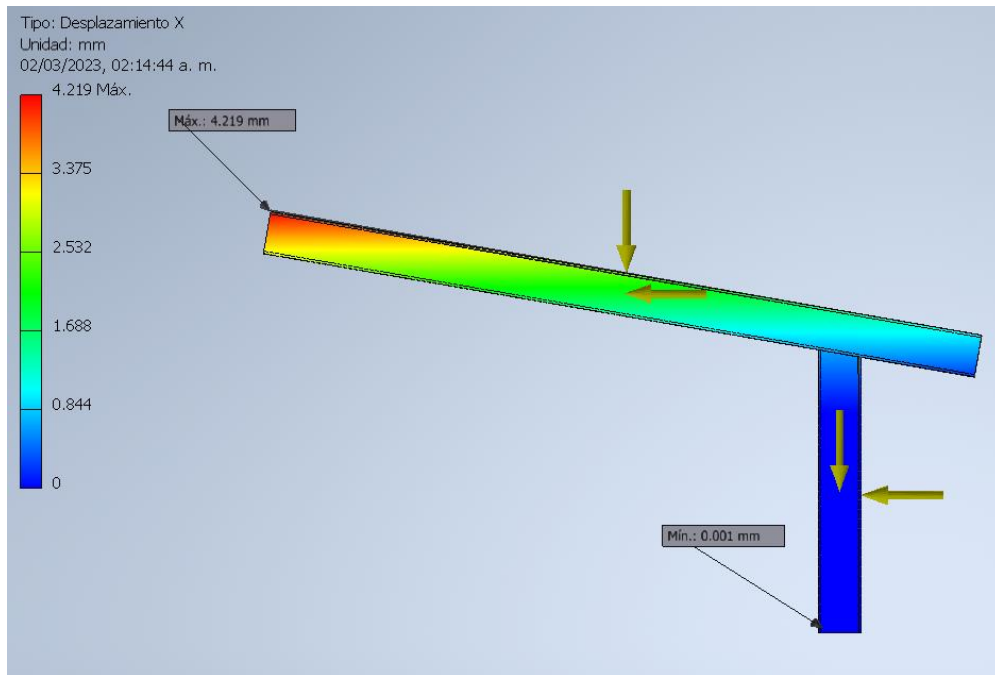 Tipo: Desplazamiento X
Unidad: mm
02/03/2023, 02:14:44 a. m.
4.219 Máx.
Máx.: 4.219 mm
3.375
2.532
1.688
0.844
0
Mín.: 0.001 mm